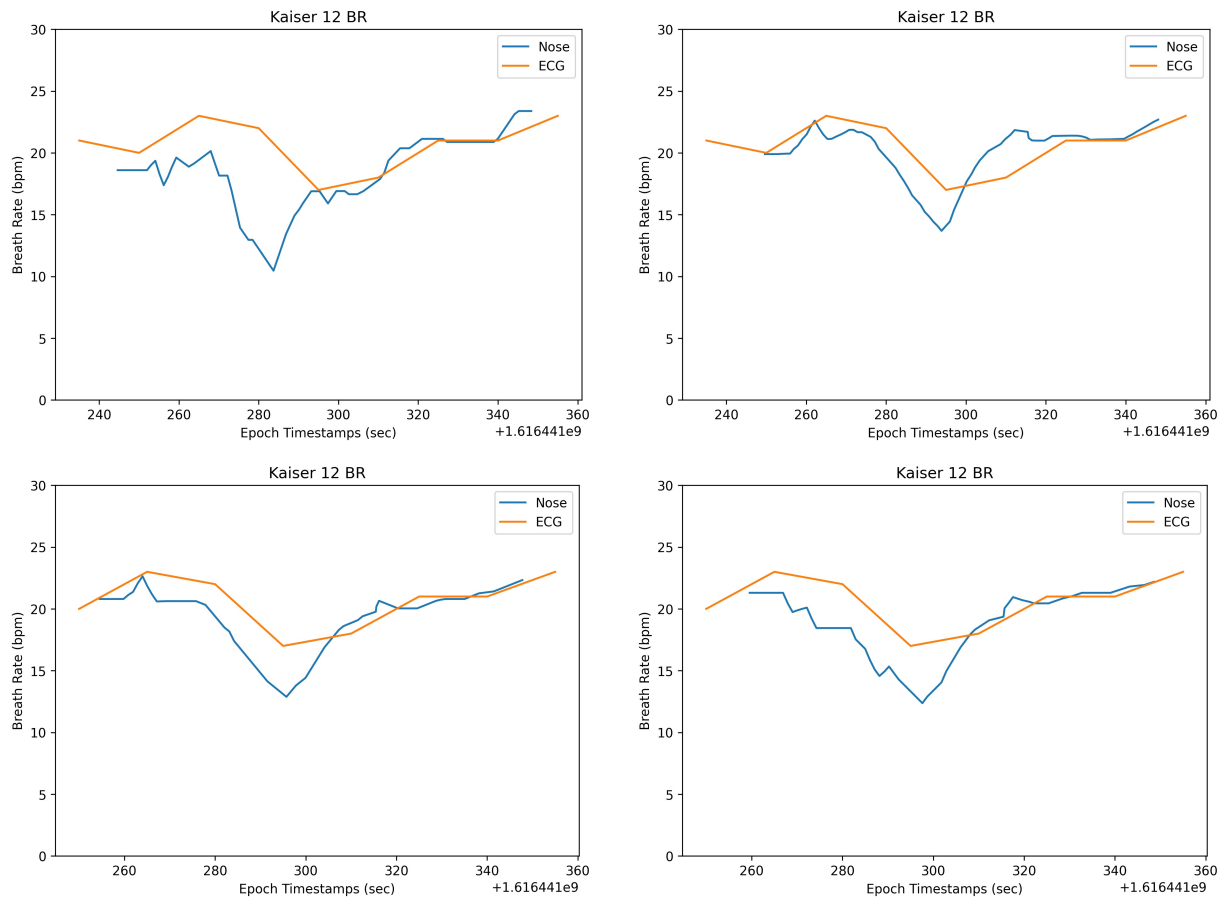 Kaiser 12 BR
Nose
ECG
Breath Rate (bpm)
30
25
20
15
10
5
0
240 260 280 300 320 340 360
Epoch Timestamps (sec)
+1.616441e9
Kaiser 12 BR
Nose
ECG
Breath Rate (bpm)
30
25
20
15
10
5
0
240 260 280 300 320 340 360
Epoch Timestamps (sec)
+1.616441e9
Kaiser 12 BR
Nose
ECG
Breath Rate (bpm)
30
25
20
15
10
5
0
260 280 300 320 340 360
Epoch Timestamps (sec)
+1.616441e9
Kaiser 12 BR
Nose
ECG
Breath Rate (bpm)
30
25
20
15
10
5
0
260 280 300 320 340 360
Epoch Timestamps (sec)
+1.616441e9